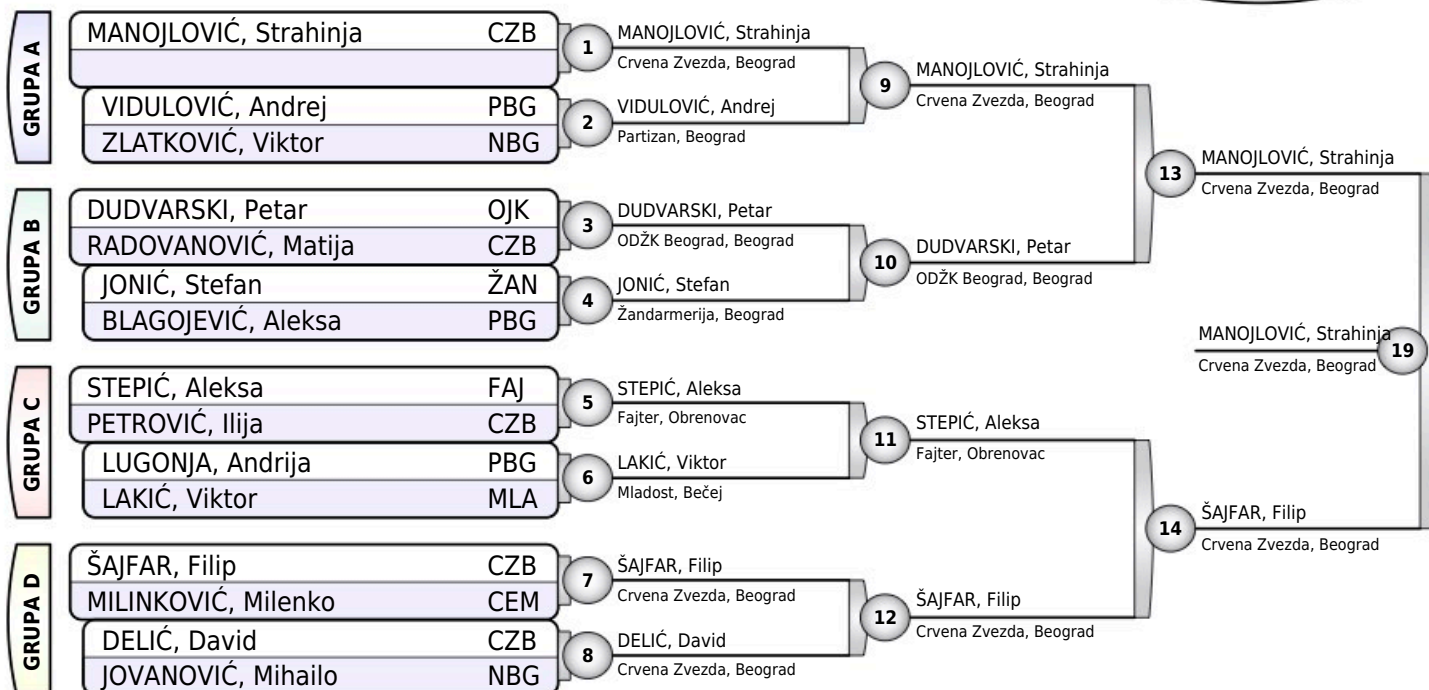 GRUPA A
MANOJLOVIĆ, Strahinja CZB
VIDULOVIĆ, Andrej PBG
ZLATKOVIĆ, Viktor NBG
GRUPA B
DUDVARSKI, Petar OJK
RADOVANOVIĆ, Matija CZB
JONIĆ, Stefan ŽAN
BLAGOJEVIĆ, Aleksa PBG
GRUPA C
STEPIĆ, Aleksa FAJ
PETROVIĆ, Ilija CZB
LUGONJA, Andrija PBG
LAKIĆ, Viktor MLA
GRUPA D
ŠAJFAR, Filip CZB
MILINKOVIĆ, Milenko CEM
DELIĆ, David CZB
JOVANOVIĆ, Mihailo NBG
1 MANOJLOVIĆ, Strahinja
Crvena Zvezda, Beograd
2 VIDULOVIĆ, Andrej
Partizan, Beograd
3 DUDVARSKI, Petar
ODŽK Beograd, Beograd
4 JONIĆ, Stefan
Žandarmerija, Beograd
5 STEPIĆ, Aleksa
Fajter, Obrenovac
6 LAKIĆ, Viktor
Mladost, Bečej
7 ŠAJFAR, Filip
Crvena Zvezda, Beograd
8 DELIĆ, David
Crvena Zvezda, Beograd
9 MANOJLOVIĆ, Strahinja
Crvena Zvezda, Beograd
10 DUDVARSKI, Petar
ODŽK Beograd, Beograd
11 STEPIĆ, Aleksa
Fajter, Obrenovac
12 ŠAJFAR, Filip
Crvena Zvezda, Beograd
13 MANOJLOVIĆ, Strahinja
Crvena Zvezda, Beograd
14 ŠAJFAR, Filip
Crvena Zvezda, Beograd
MANOJLOVIĆ, Strahinja 19
Crvena Zvezda, Beograd